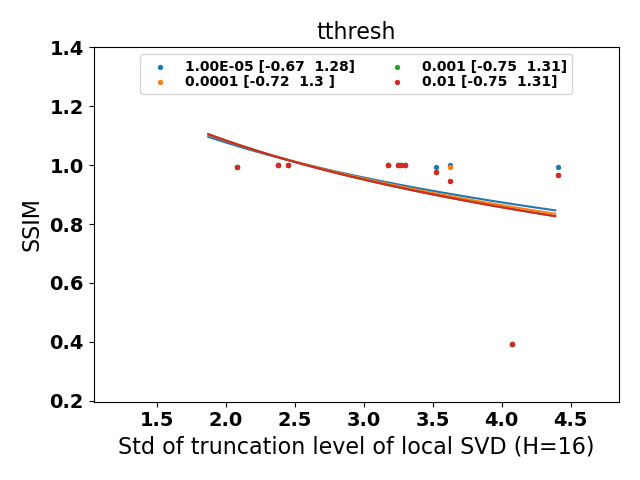 tthresh
1.00E-05 [-0.67  1.28]
0.0001 [-0.72  1.3 ]
0.001 [-0.75  1.31]
0.01 [-0.75  1.31]
SSIM
1.4
1.2
1.0
0.8
0.6
0.4
0.2
1.5 2.0 2.5 3.0 3.5 4.0 4.5
Std of truncation level of local SVD (H=16)